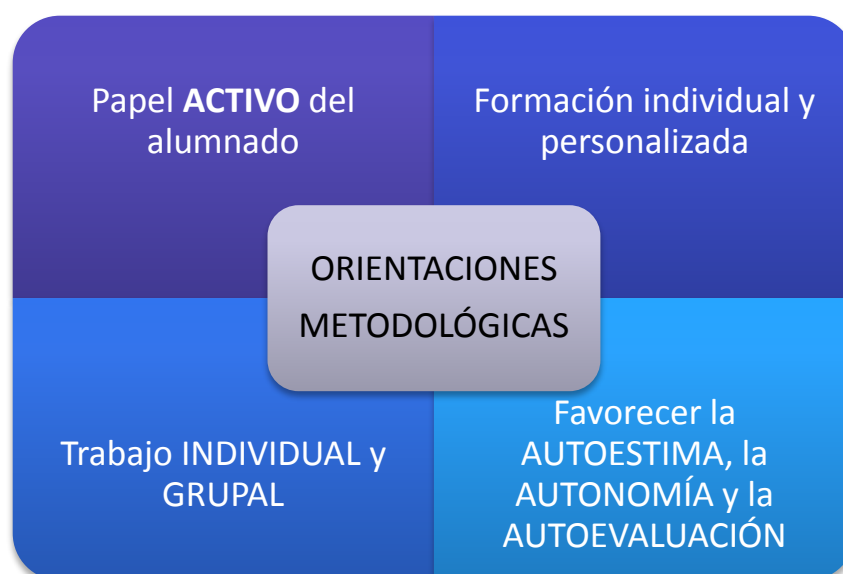 Papel ACTIVO del
alumnado
Formación individual y
personalizada
ORIENTACIONES
METODOLÓGICAS
Trabajo INDIVIDUAL y
GRUPAL
Favorecer la
AUTOESTIMA, la
AUTONOMÍA y la
AUTOEVALUACIÓN